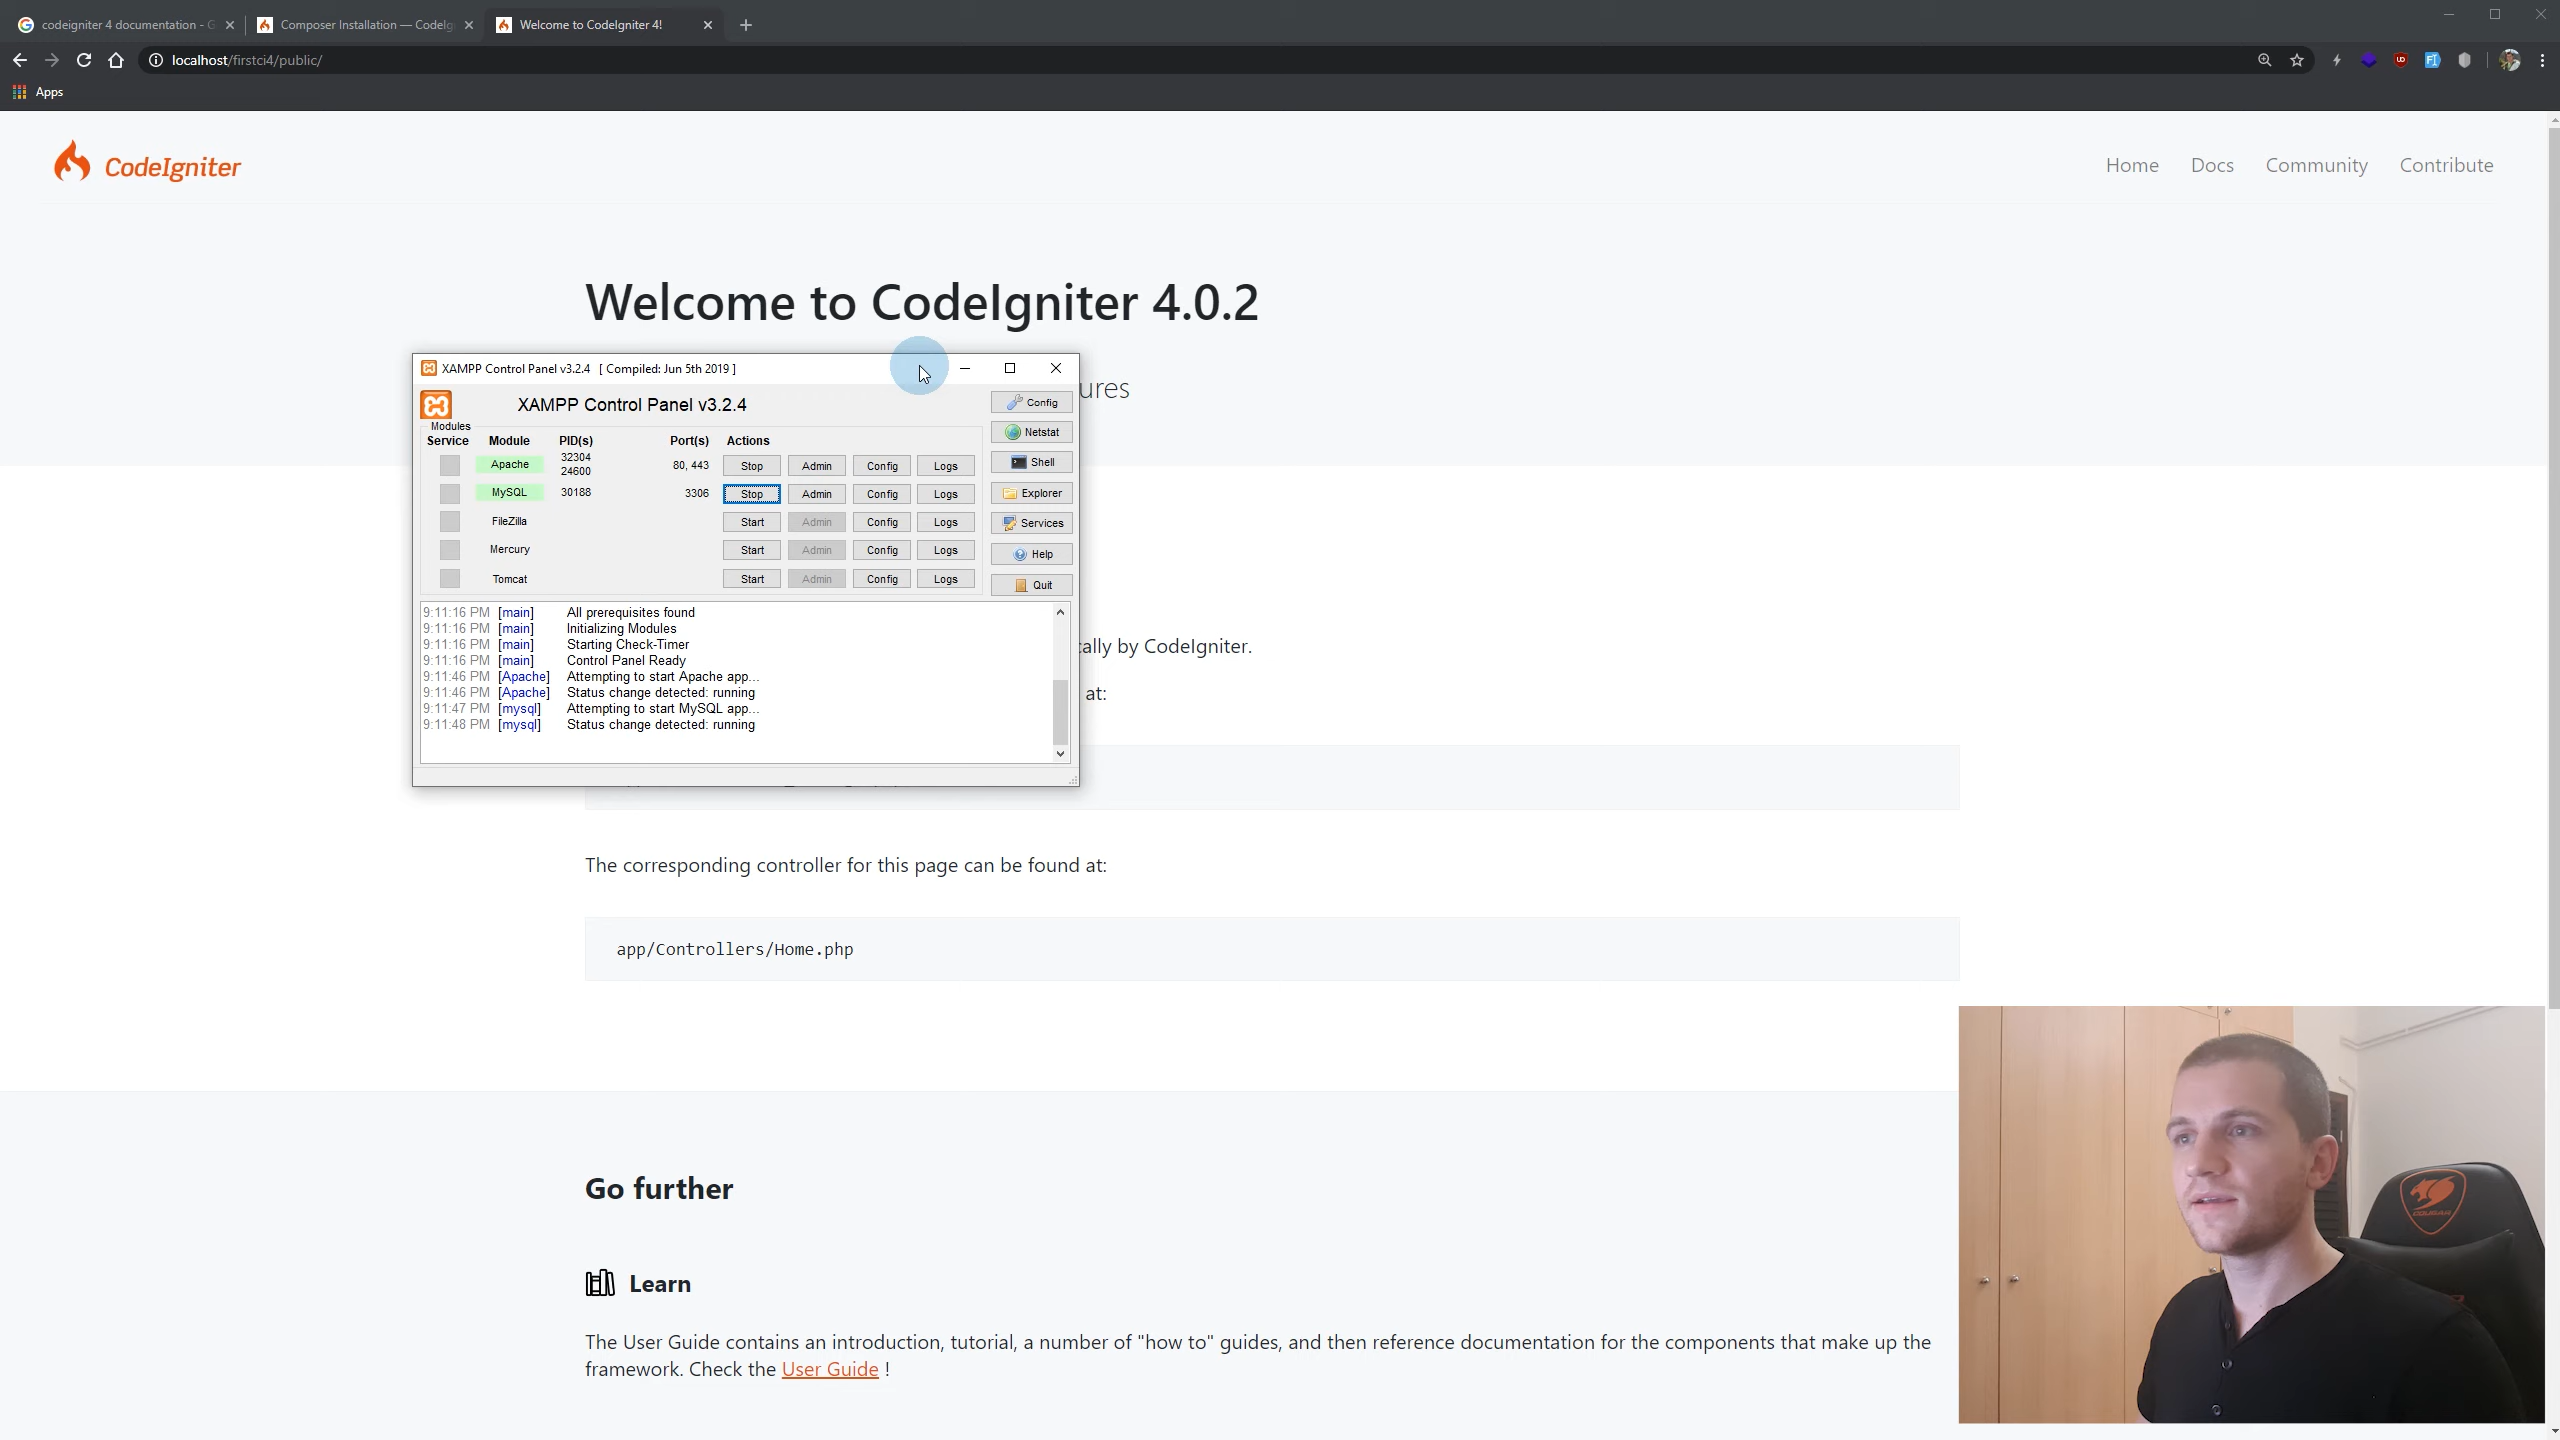 codeigniter 4 documentation - G
Composer Installation — CodeIg
Welcome to CodeIgniter 4!
localhost/firstci4/public/
Apps
CodeIgniter
Home Docs Community Contribute
Welcome to CodeIgniter 4.0.2
ures
XAMPP Control Panel v3.2.4 [ Compiled: Jun 5th 2019 ]
XAMPP Control Panel v3.2.4
Config
Modules
Service Module PID(s) Port(s) Actions
Netstat
Apache 32304 24600 80, 443 Stop Admin Config Logs
Shell
MySQL 30188 3306 Stop Admin Config Logs
Explorer
FileZilla Start Admin Config Logs
Services
Mercury Start Admin Config Logs
Help
Tomcat Start Admin Config Logs
Quit
9:11:16 PM [main] All prerequisites found
9:11:16 PM [main] Initializing Modules
9:11:16 PM [main] Starting Check-Timer
9:11:16 PM [main] Control Panel Ready
9:11:46 PM [Apache] Attempting to start Apache app...
9:11:46 PM [Apache] Status change detected: running
9:11:47 PM [mysql] Attempting to start MySQL app...
9:11:48 PM [mysql] Status change detected: running
cally by CodeIgniter.
at:
The corresponding controller for this page can be found at:
app/Controllers/Home.php
Go further
Learn
The User Guide contains an introduction, tutorial, a number of "how to" guides, and then reference documentation for the components that make up the
framework. Check the User Guide !
COUGAR